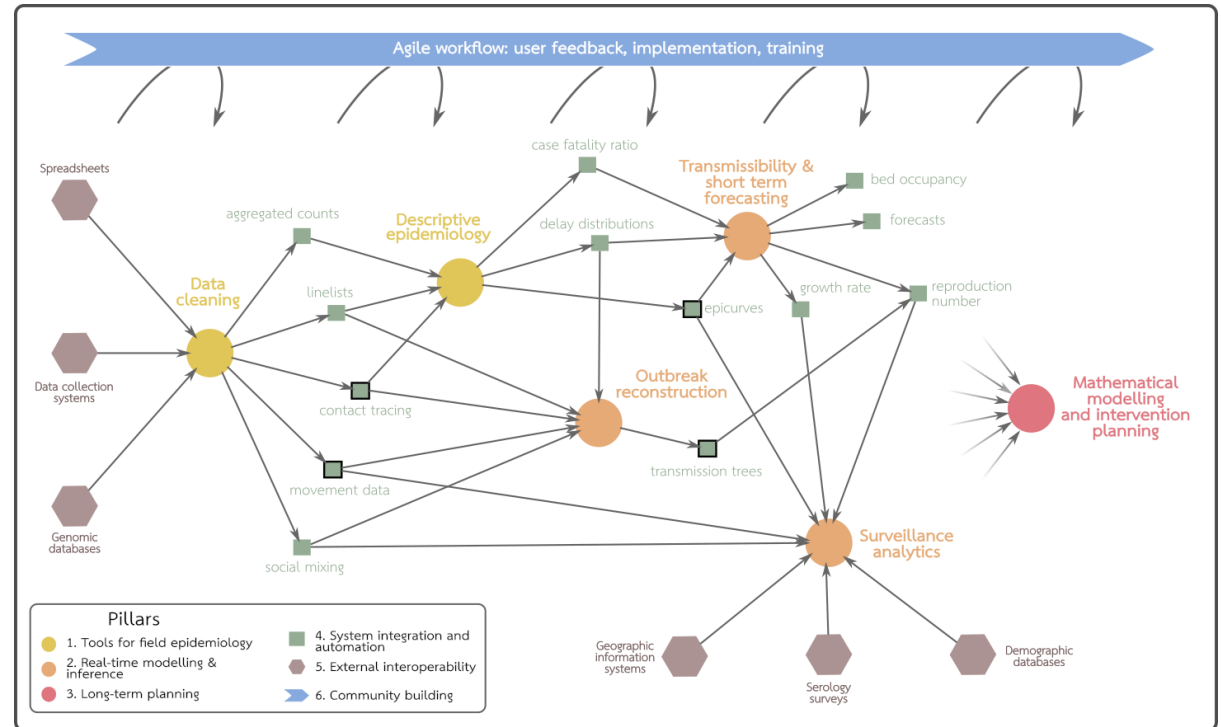 Agile workflow: user feedback, implementation, training
Spreadsheets
case fatality ratio
Transmissibility &
short term
forecasting
bed occupancy
aggregated counts
Descriptive
epidemiology
delay distributions
forecasts
Data
cleaning
linelists
epicurves
growth rate
reproduction
number
Data collection
systems
contact tracing
Outbreak
reconstruction
Mathematical
modelling
and intervention
planning
movement data
transmission trees
Genomic
databases
social mixing
Surveillance
analytics
Geographic
information
systems
Serology
surveys
Demographic
databases
Pillars
1. Tools for field epidemiology
2. Real-time modelling &
inference
3. Long-term planning
4. System integration and
automation
5. External interoperability
6. Community building